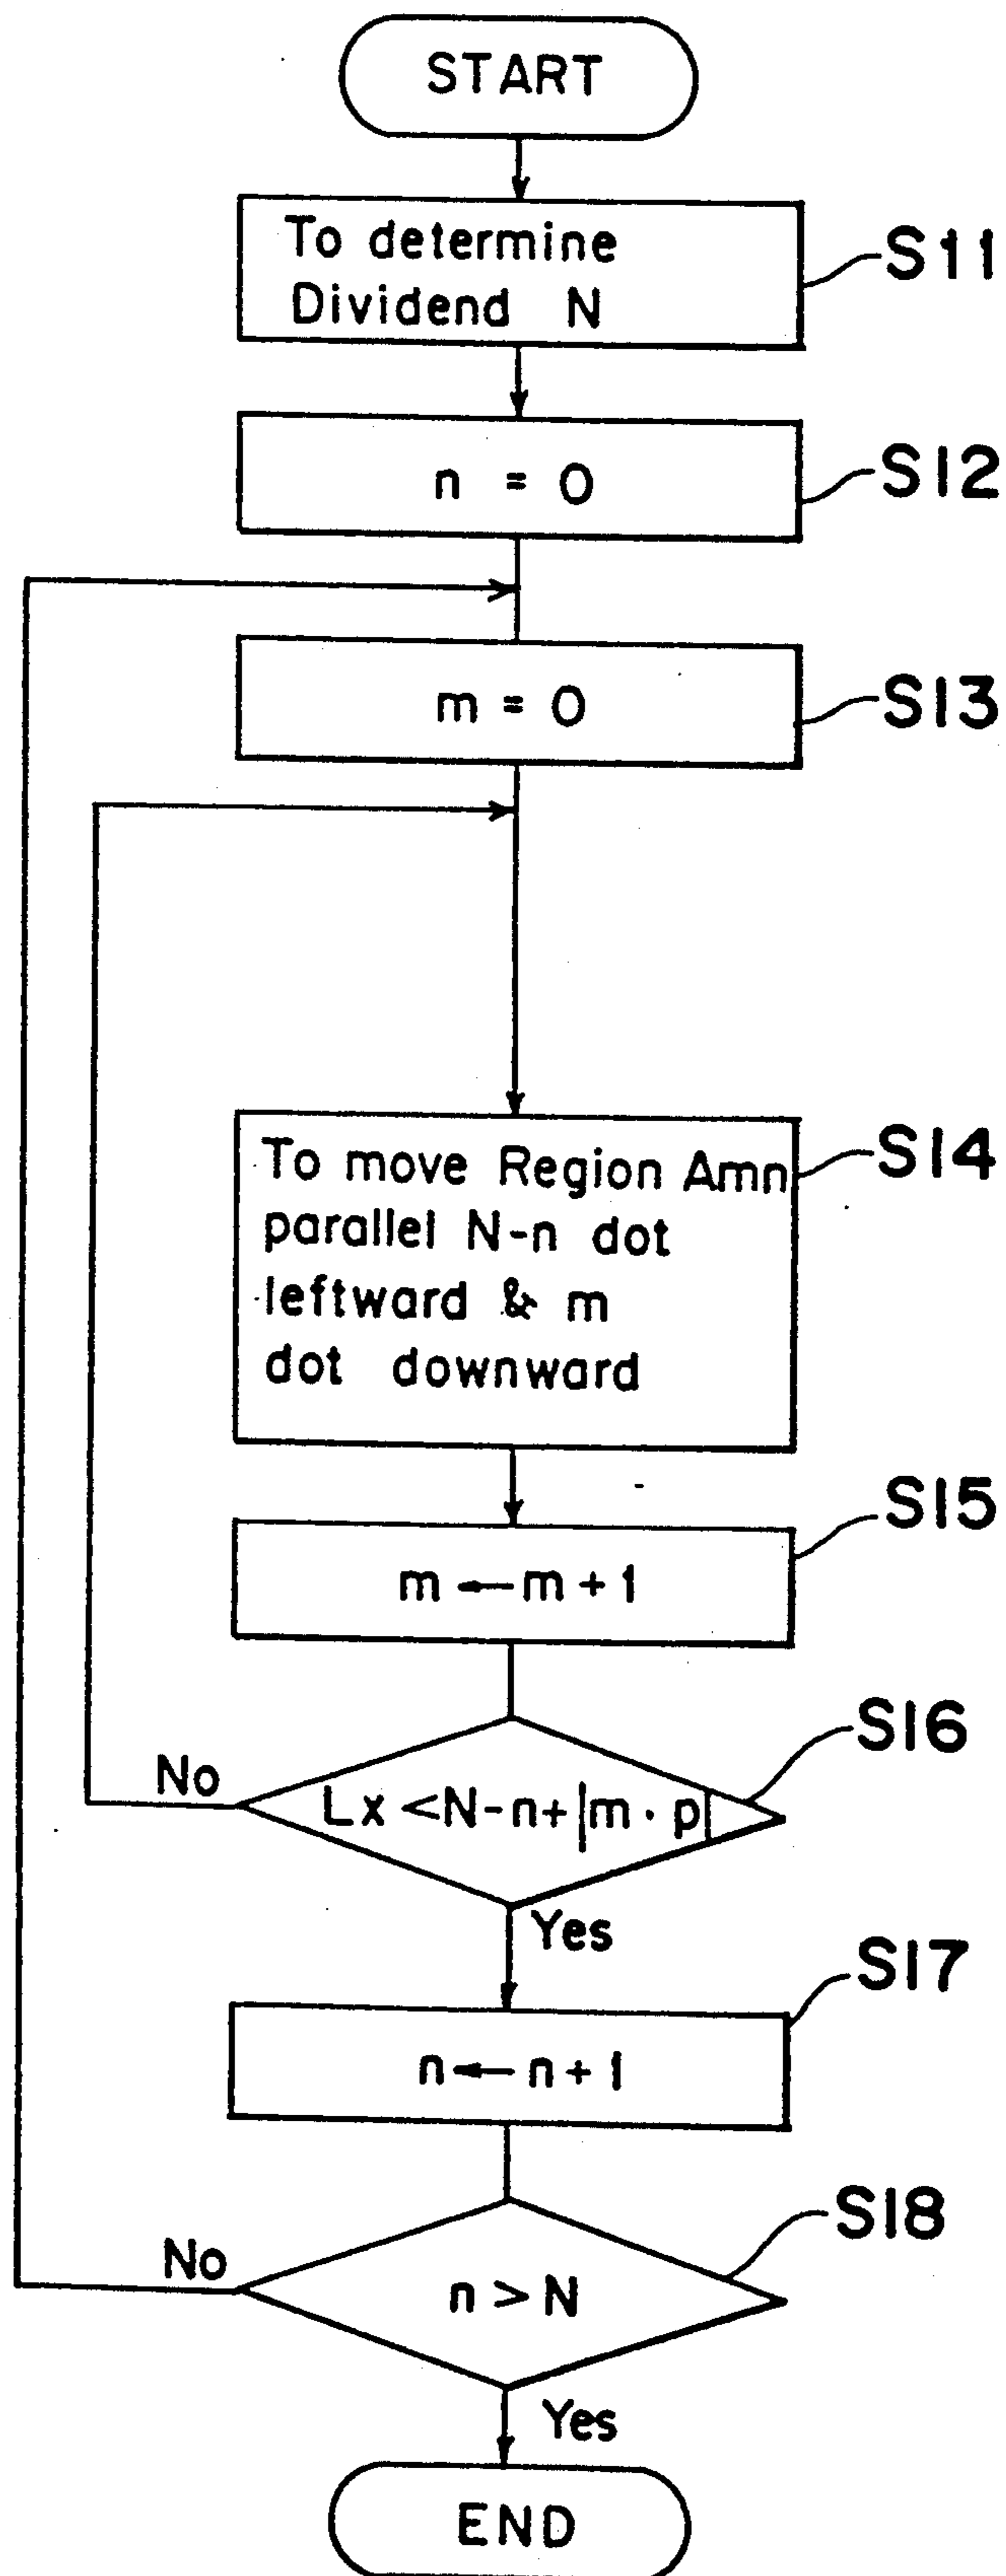 START
To determine
Dividend N
S11
n = 0
S12
m = 0
S13
To move Region Amn
parallel N-n dot
leftward & m
dot downward
S14
m ← m + 1
S15
Lx < N-n+|m · p|
S16
No
Yes
n ← n + 1
S17
n > N
S18
No
Yes
END